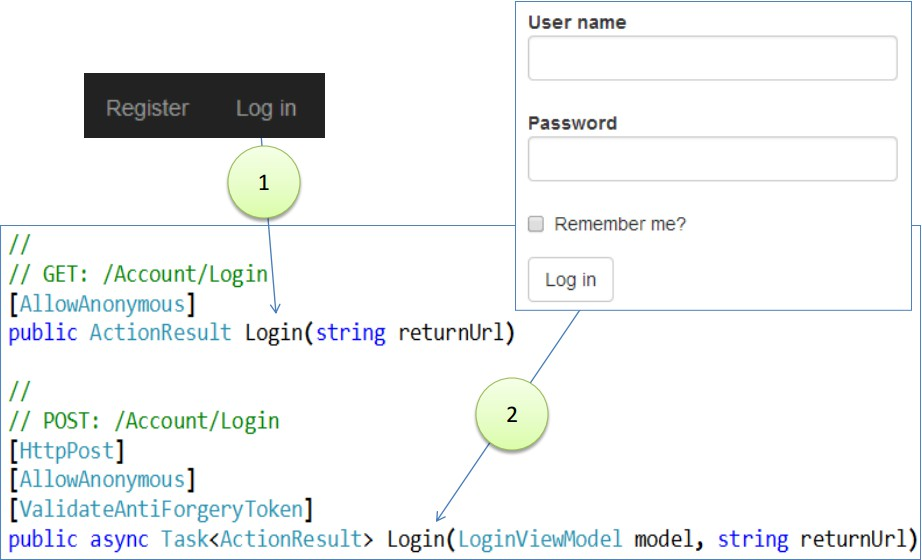 User name
Register Log in
Password
1
Remember me?
Log in
//
// GET: /Account/Login
[AllowAnonymous]
public ActionResult Login(string returnUrl)
//
// POST: /Account/Login
2
[HttpPost]
[AllowAnonymous]
[ValidateAntiForgeryToken]
public async Task<ActionResult> Login(LoginViewModel model, string returnUrl)